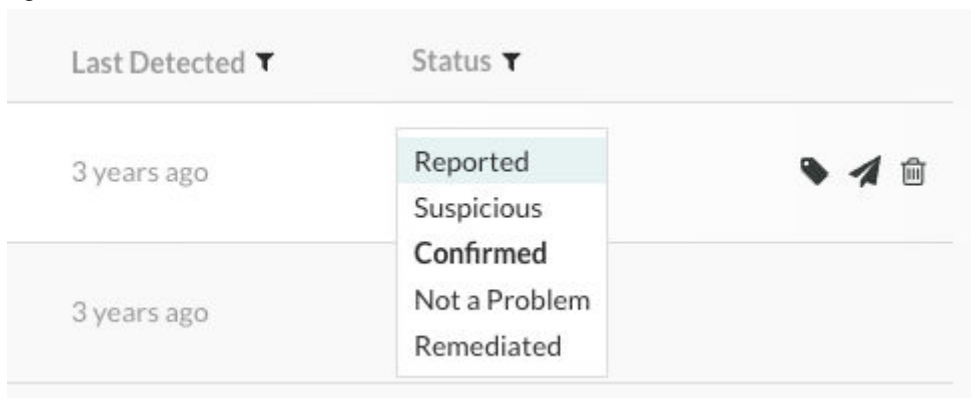 Last Detected Status
3 years ago Reported
Suspicious
Confirmed
3 years ago Not a Problem
Remediated